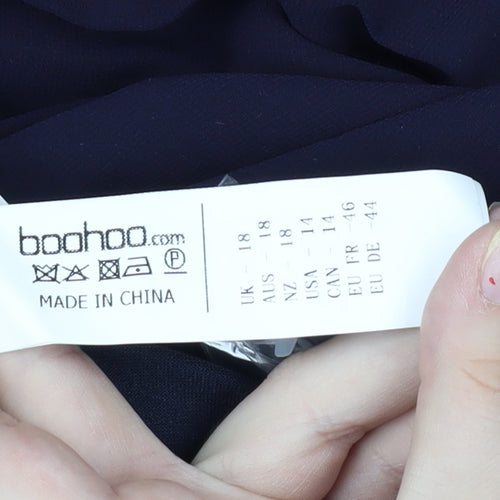 boohoo.com
P
MADE IN CHINA
UK - 18
AUS - 18
NZ - 18
USA - 14
CAN - 14
EU FR -46
EU DE -44